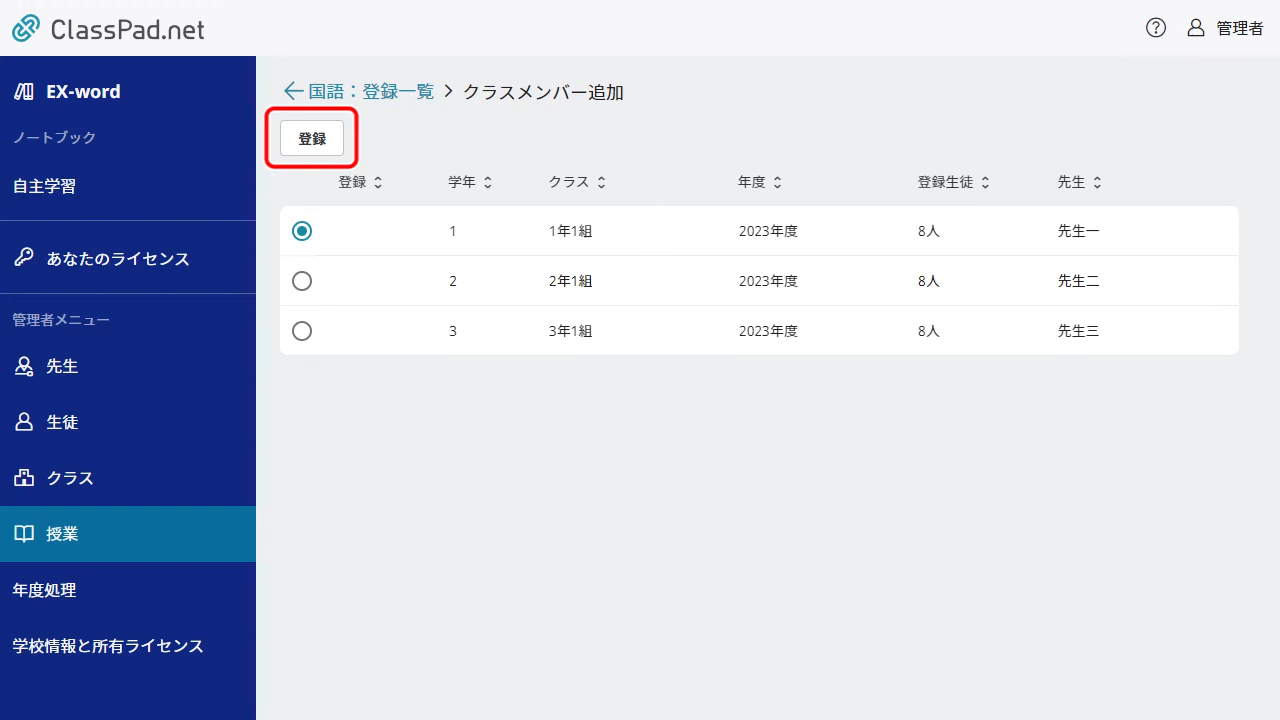 ClassPad.net
管理者
EX-word
ノートブック
自主学習
あなたのライセンス
管理者メニュー
先生
生徒
クラス
授業
年度処理
学校情報と所有ライセンス
国語：登録一覧 > クラスメンバー追加
登録
登録 学年 クラス 年度 登録生徒 先生
1 1年1組 2023年度 8人 先生一
2 2年1組 2023年度 8人 先生二
3 3年1組 2023年度 8人 先生三